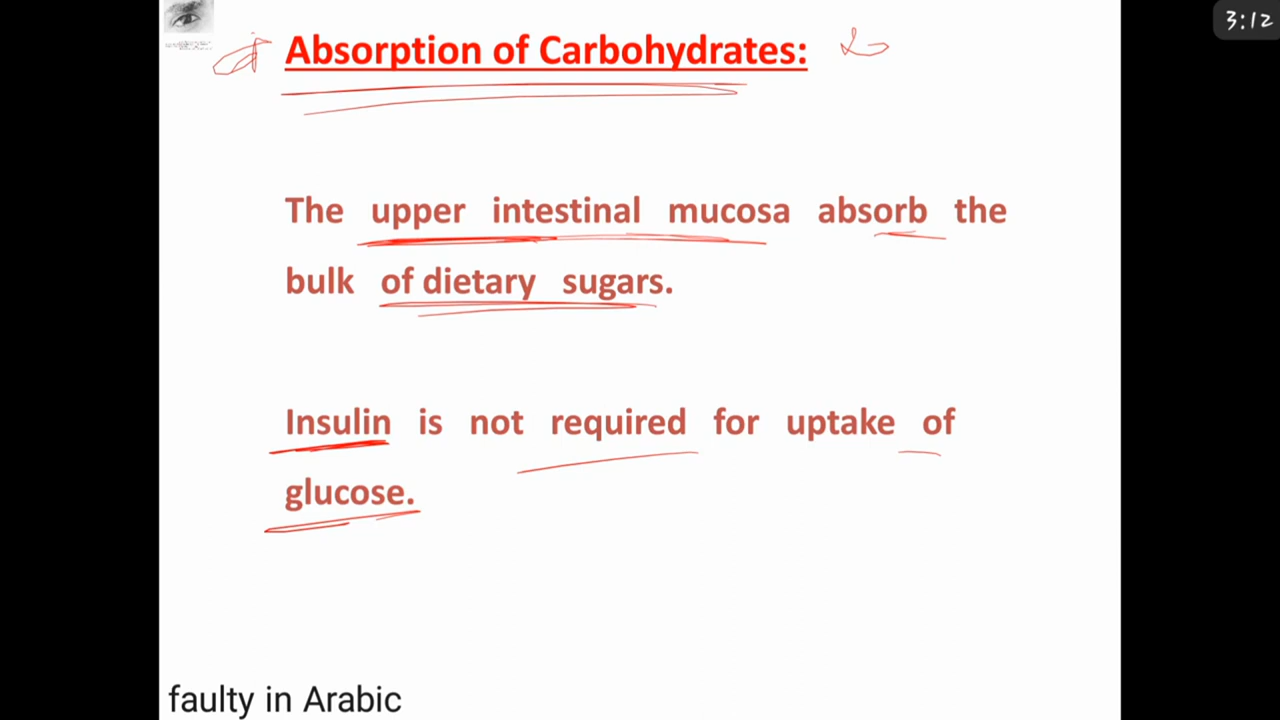 3:12
Absorption of Carbohydrates:
The upper intestinal mucosa absorb the
bulk of dietary sugars.
Insulin is not required for uptake of
glucose.
faulty in Arabic